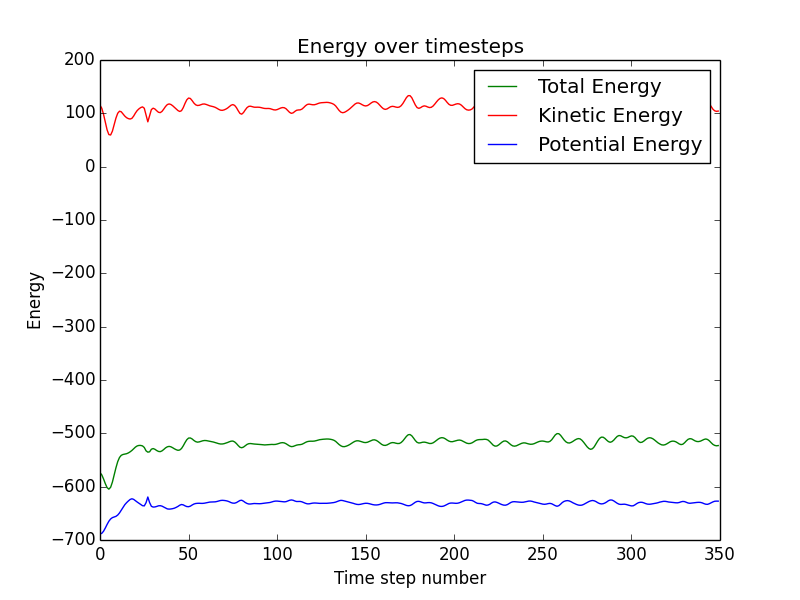 Energy over timesteps
Total Energy
Kinetic Energy
Potential Energy
200
100
0
−100
−200
−300
−400
−500
−600
−700
Energy
0 50 100 150 200 250 300 350
Time step number